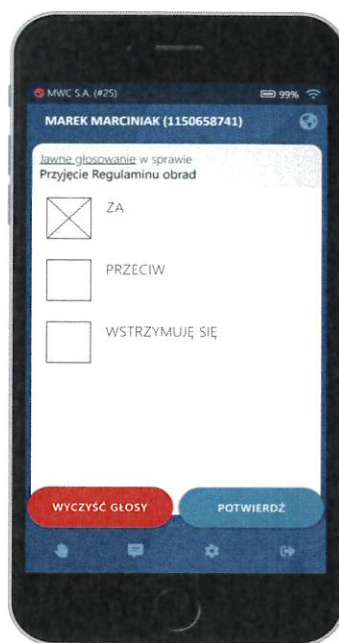 MWC S.A. (#25) 99%
MAREK MARCINIAK (1150658741)
Jawne głosowanie w sprawie
Przyjęcie Regulaminu obrad
ZA
PRZECIW
WSTRZYMUJĘ SIĘ
WYCZYŚĆ GŁOSY POTWIERDŹ